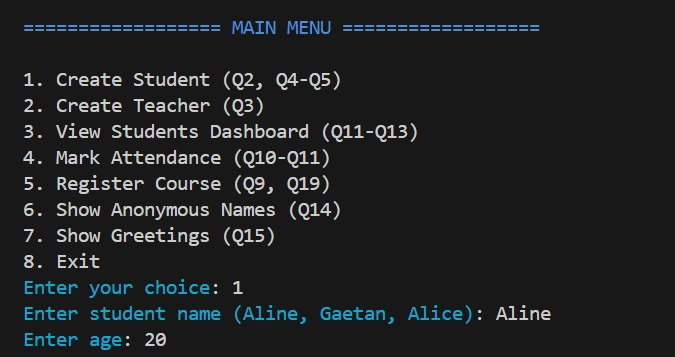 ================== MAIN MENU ==================
1. Create Student (Q2, Q4-Q5)
2. Create Teacher (Q3)
3. View Students Dashboard (Q11-Q13)
4. Mark Attendance (Q10-Q11)
5. Register Course (Q9, Q19)
6. Show Anonymous Names (Q14)
7. Show Greetings (Q15)
8. Exit
Enter your choice: 1
Enter student name (Aline, Gaetan, Alice): Aline
Enter age: 20